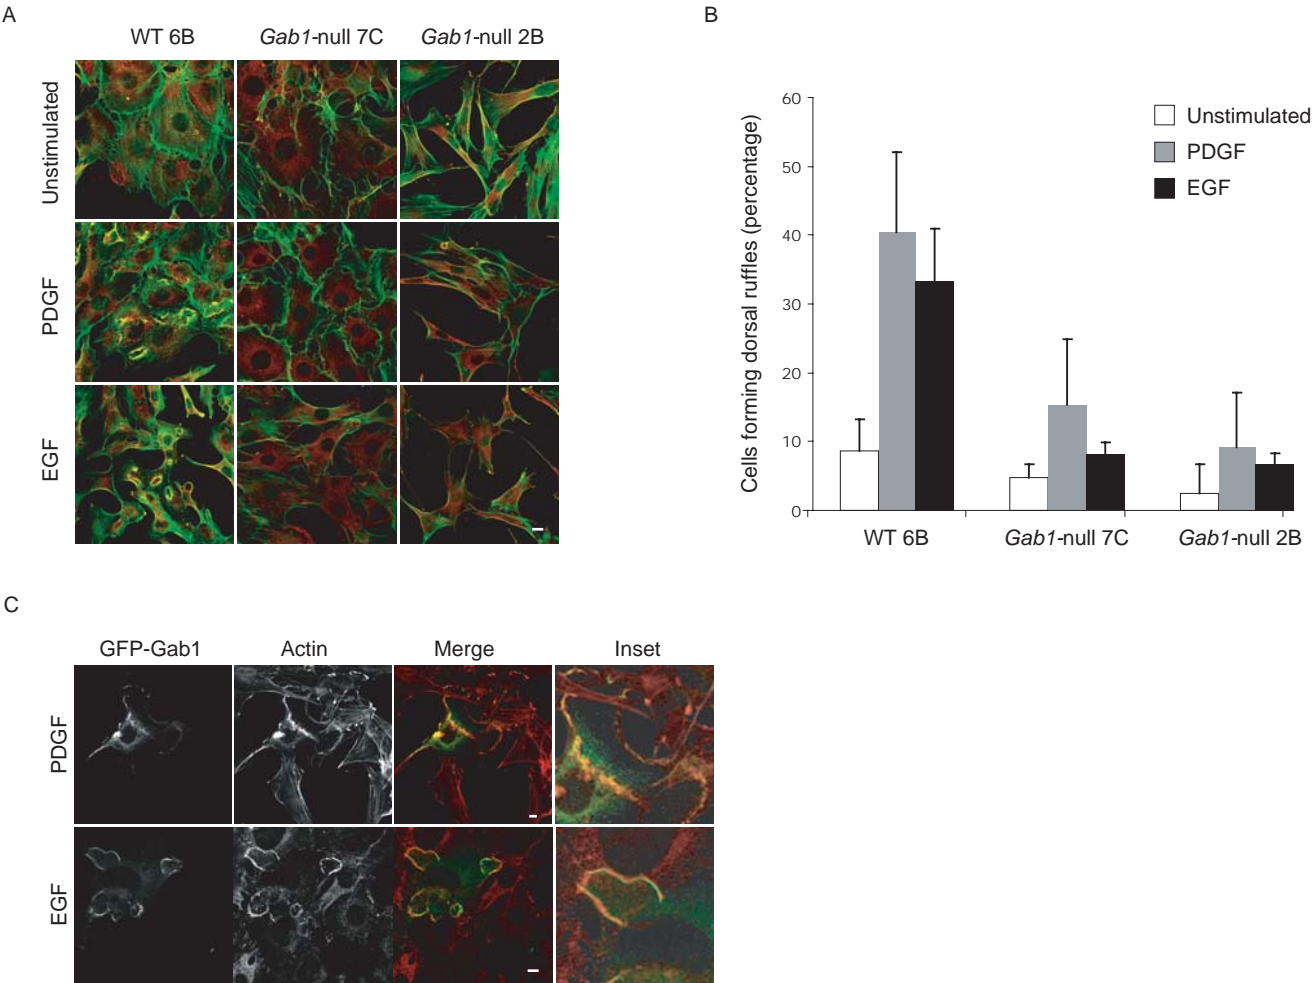 A
WT 6B
Gab1-null 7C
Gab1-null 2B
Unstimulated
PDGF
EGF
B
Cells forming dorsal ruffles (percentage)
60
50
40
30
20
10
0
Unstimulated
PDGF
EGF
WT 6B
Gab1-null 7C
Gab1-null 2B
C
GFP-Gab1
Actin
Merge
Inset
PDGF
EGF